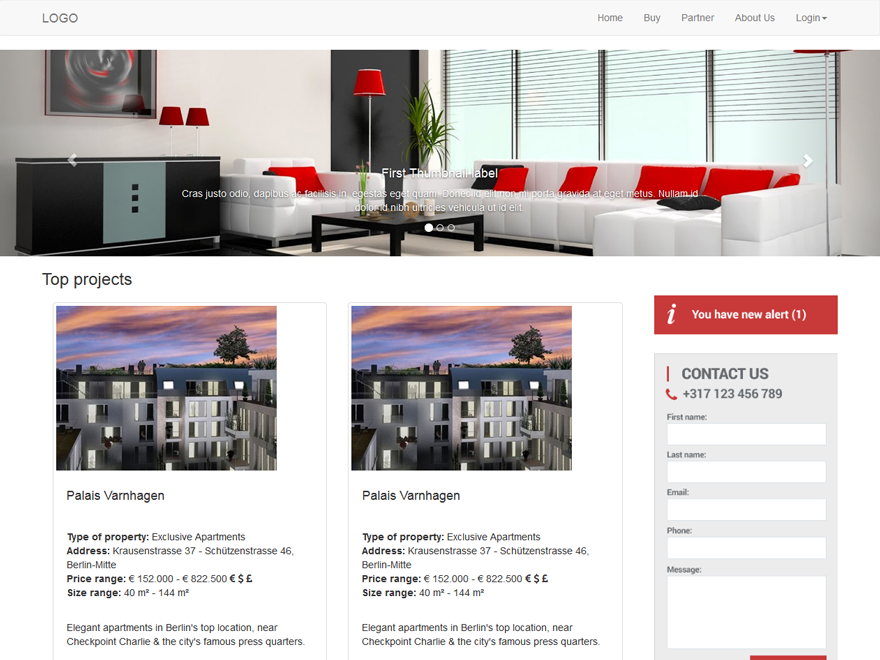 LOGO
Home Buy Partner About Us Login
First Thumbnail label
Cras justo odio, dapibus ac facilisis in, egestas eget quam. Donec id elit non mi porta gravida at eget metus. Nullam id
dolor id nibh ultricies vehicula ut id elit.
Top projects
Palais Varnhagen
Type of property: Exclusive Apartments
Address: Krausenstrasse 37 - Schützenstrasse 46,
Berlin-Mitte
Price range: € 152.000 - € 822.500 € $ £
Size range: 40 m² - 144 m²
Elegant apartments in Berlin's top location, near
Checkpoint Charlie & the city's famous press quarters.
Palais Varnhagen
Type of property: Exclusive Apartments
Address: Krausenstrasse 37 - Schützenstrasse 46,
Berlin-Mitte
Price range: € 152.000 - € 822.500 € $ £
Size range: 40 m² - 144 m²
Elegant apartments in Berlin's top location, near
Checkpoint Charlie & the city's famous press quarters.
i You have new alert (1)
CONTACT US
+317 123 456 789
First name:
Last name:
Email:
Phone:
Message: